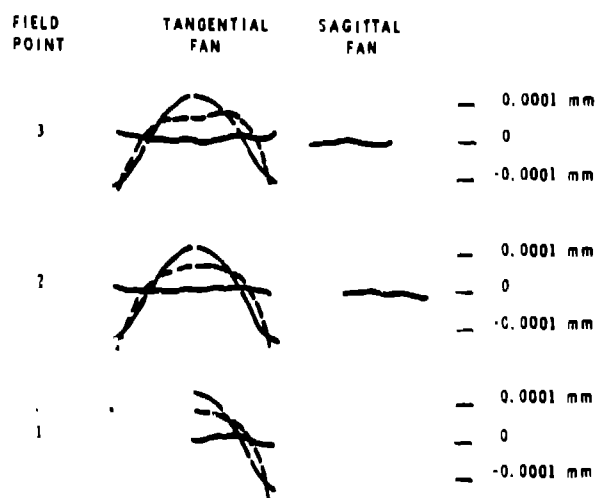 FIELD POINT TANGENTIAL FAN SAGITTAL FAN
3 0.0001 mm
0
-0.0001 mm
2 0.0001 mm
0
-0.0001 mm
1 0.0001 mm
0
-0.0001 mm